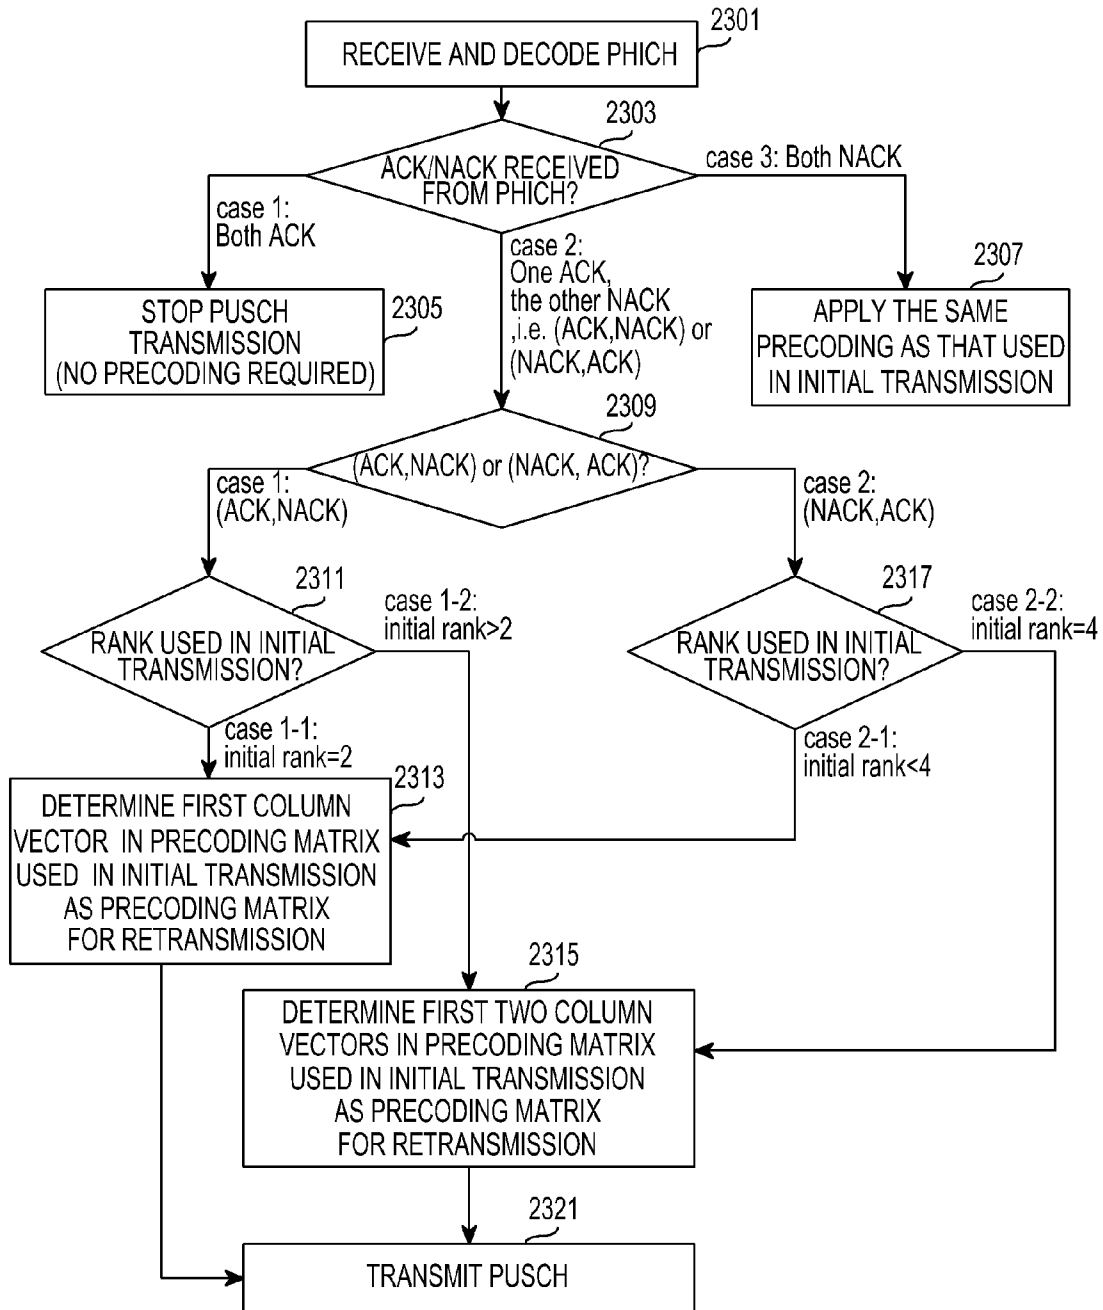 2301
RECEIVE AND DECODE PHICH
2303
ACK/NACK RECEIVED
FROM PHICH?
case 3: Both NACK
case 1:
Both ACK
case 2:
One ACK,
the other NACK
,i.e. (ACK,NACK) or
(NACK,ACK)
2305
STOP PUSCH
TRANSMISSION
(NO PRECODING REQUIRED)
2307
APPLY THE SAME
PRECODING AS THAT USED
IN INITIAL TRANSMISSION
2309
(ACK,NACK) or (NACK, ACK)?
case 1:
(ACK,NACK)
case 2:
(NACK,ACK)
2311
RANK USED IN INITIAL
TRANSMISSION?
case 1-2:
initial rank>2
2317
RANK USED IN INITIAL
TRANSMISSION?
case 2-2:
initial rank=4
case 1-1:
initial rank=2
case 2-1:
initial rank<4
2313
DETERMINE FIRST COLUMN
VECTOR IN PRECODING MATRIX
USED IN INITIAL TRANSMISSION
AS PRECODING MATRIX
FOR RETRANSMISSION
2315
DETERMINE FIRST TWO COLUMN
VECTORS IN PRECODING MATRIX
USED IN INITIAL TRANSMISSION
AS PRECODING MATRIX
FOR RETRANSMISSION
2321
TRANSMIT PUSCH